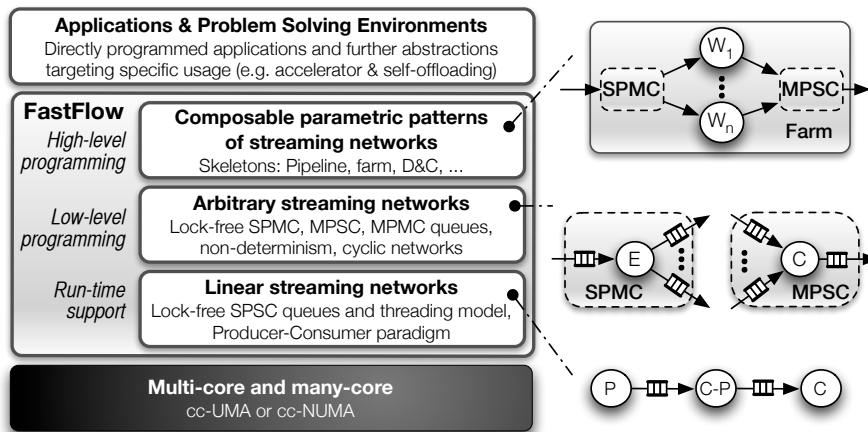 Applications & Problem Solving Environments
Directly programmed applications and further abstractions
targeting specific usage (e.g. accelerator & self-offloading)
FastFlow
High-level
programming
Composable parametric patterns
of streaming networks
Skeletons: Pipeline, farm, D&C, ...
Low-level
programming
Arbitrary streaming networks
Lock-free SPMC, MPSC, MPMC queues,
non-determinism, cyclic networks
Run-time
support
Linear streaming networks
Lock-free SPSC queues and threading model,
Producer-Consumer paradigm
Multi-core and many-core
cc-UMA or cc-NUMA
W1
SPMC
MPSC
Wn
Farm
E
SPMC
C
MPSC
P
C-P
C